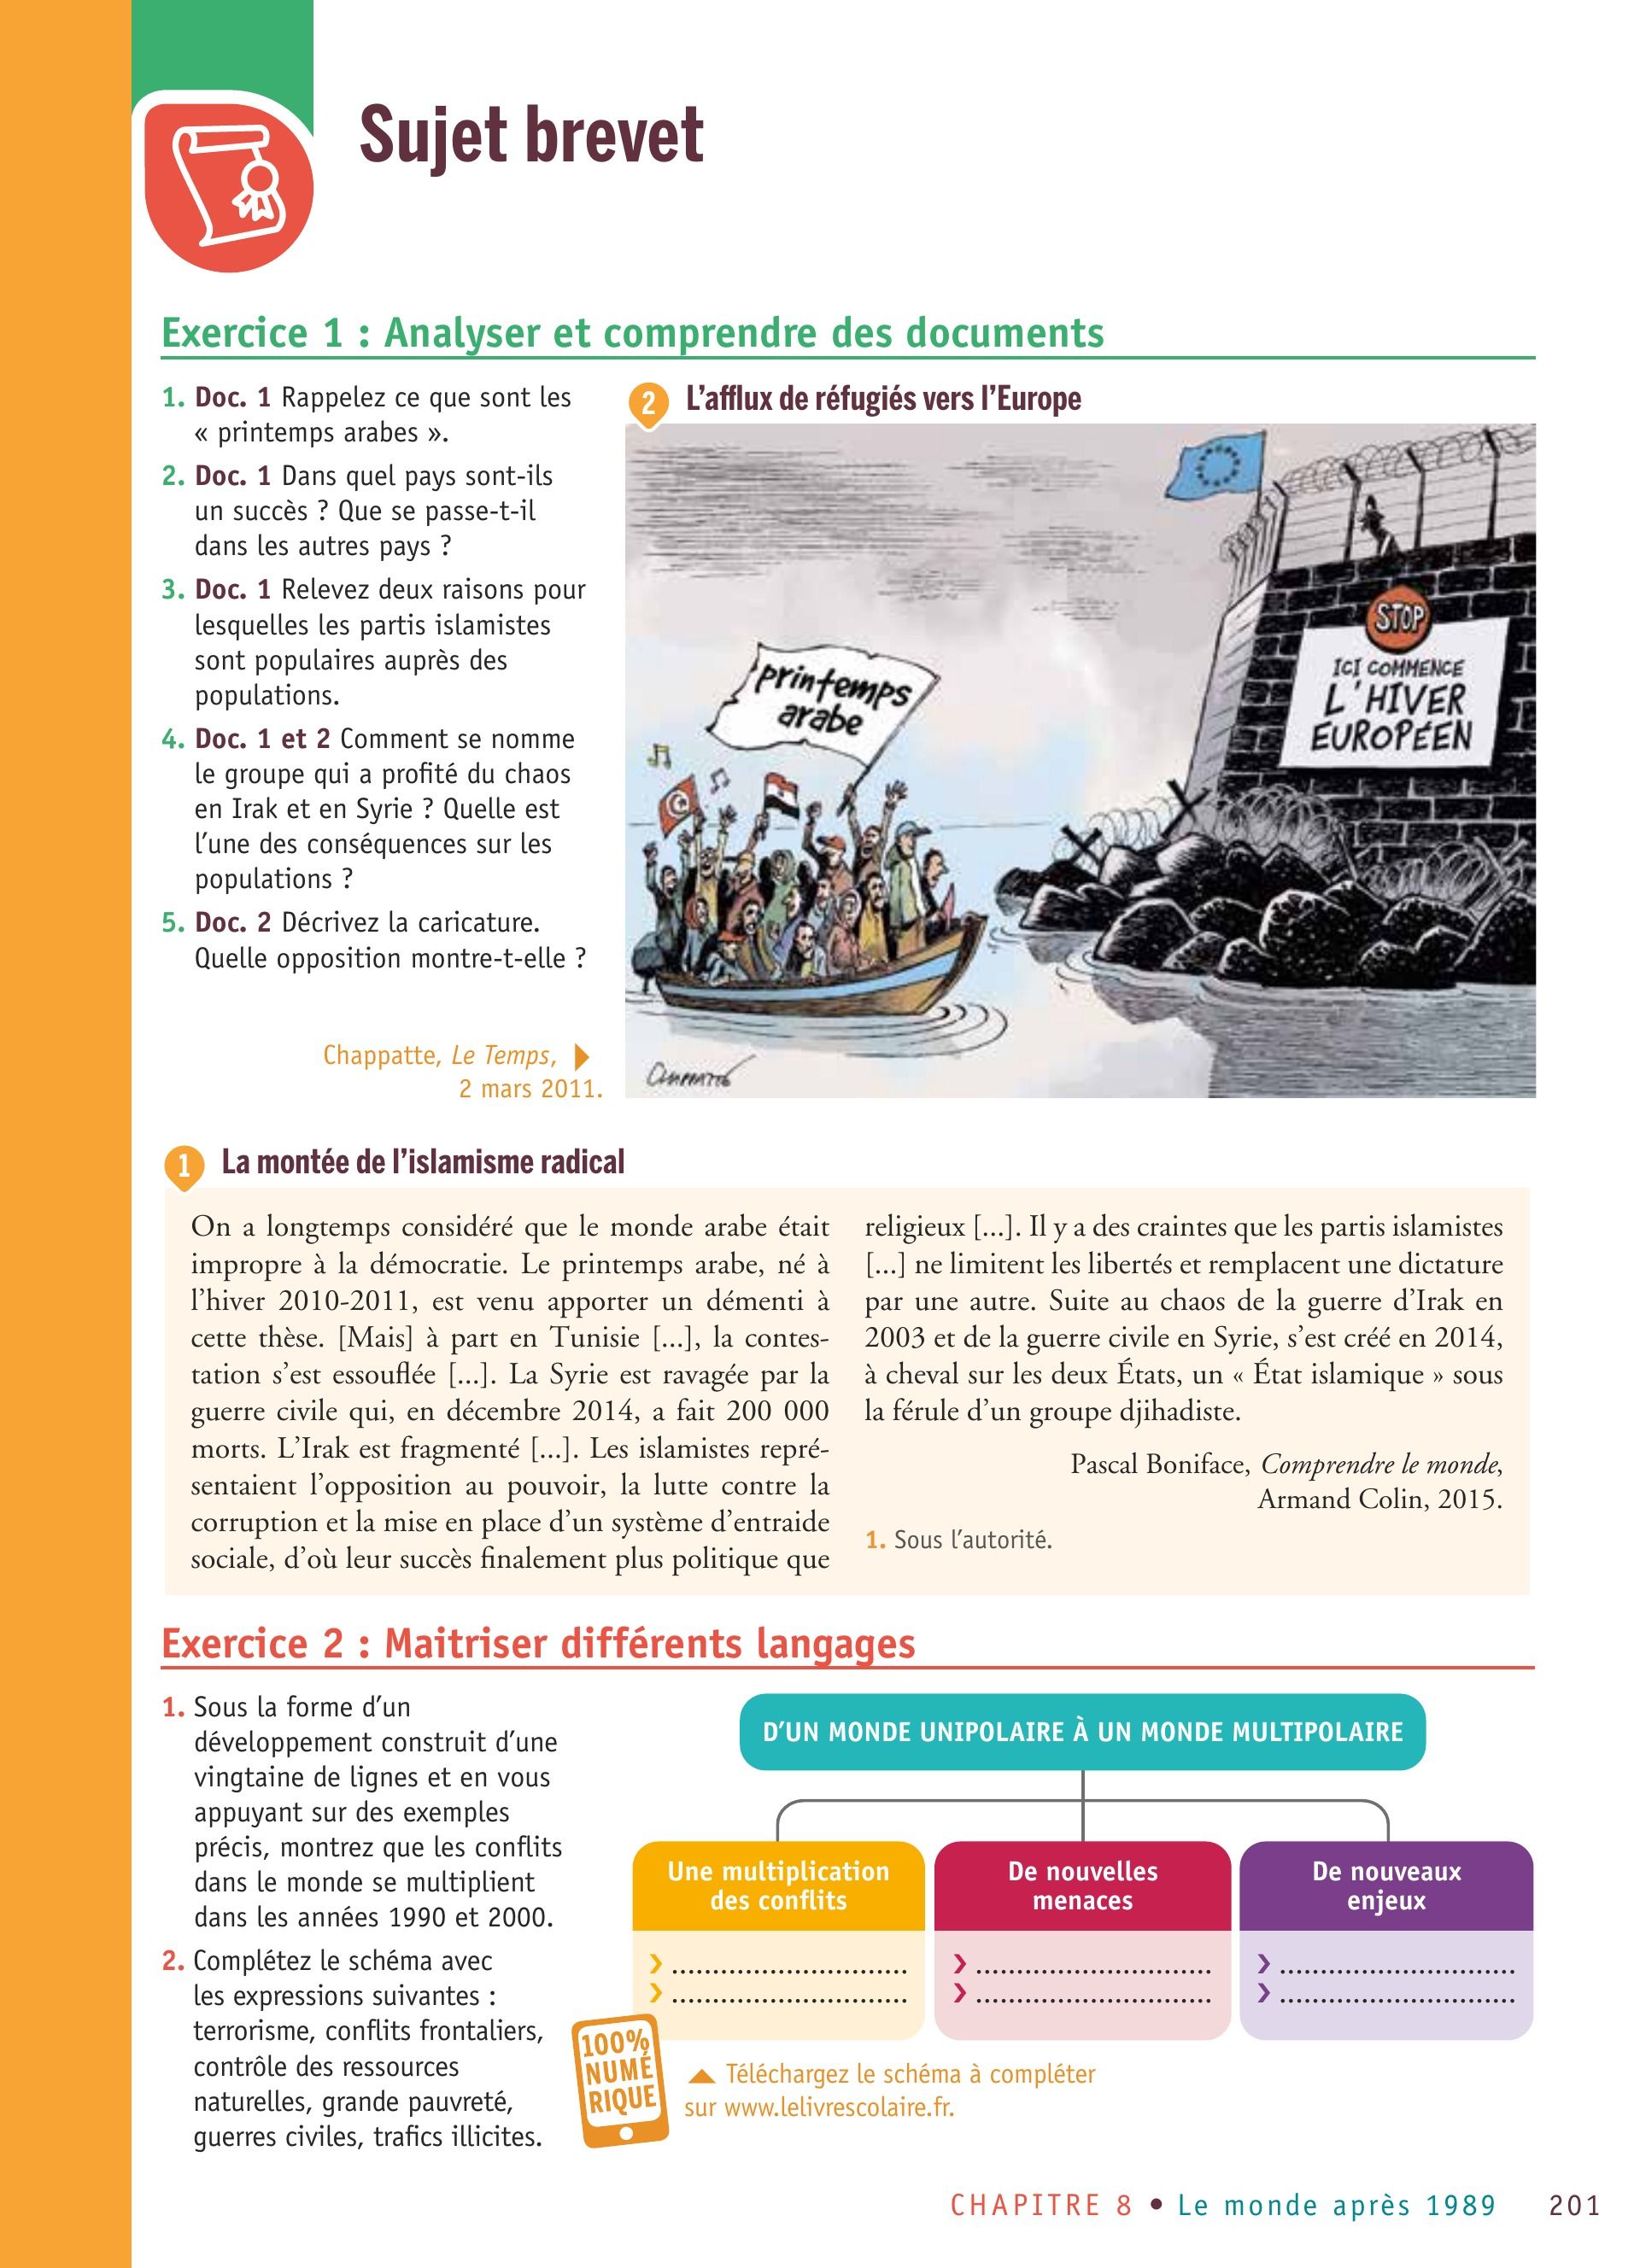 Sujet brevet
Exercice 1 : Analyser et comprendre des documents
1. Doc. 1 Rappelez ce que sont les
« printemps arabes ».
2. Doc. 1 Dans quel pays sont-ils
un succès ? Que se passe-t-il
dans les autres pays ?
3. Doc. 1 Relevez deux raisons pour
lesquelles les partis islamistes
sont populaires auprès des
populations.
4. Doc. 1 et 2 Comment se nomme
le groupe qui a profité du chaos
en Irak et en Syrie ? Quelle est
l’une des conséquences sur les
populations ?
5. Doc. 2 Décrivez la caricature.
Quelle opposition montre-t-elle ?
Chappatte, Le Temps,
2 mars 2011.
2 L’afflux de réfugiés vers l’Europe
printemps
arabe
STOP
ICI COMMENCE
L'HIVER
EUROPÉEN
CHAPPATTE
1 La montée de l’islamisme radical
On a longtemps considéré que le monde arabe était
impropre à la démocratie. Le printemps arabe, né à
l’hiver 2010-2011, est venu apporter un démenti à
cette thèse. [Mais] à part en Tunisie [...], la contes-
tation s’est essouflée [...]. La Syrie est ravagée par la
guerre civile qui, en décembre 2014, a fait 200 000
morts. L’Irak est fragmenté [...]. Les islamistes repré-
sentaient l’opposition au pouvoir, la lutte contre la
corruption et la mise en place d’un système d’entraide
sociale, d’où leur succès finalement plus politique que
religieux [...]. Il y a des craintes que les partis islamistes
[...] ne limitent les libertés et remplacent une dictature
par une autre. Suite au chaos de la guerre d’Irak en
2003 et de la guerre civile en Syrie, s’est créé en 2014,
à cheval sur les deux États, un « État islamique » sous
la férule d’un groupe djihadiste.
Pascal Boniface, Comprendre le monde,
Armand Colin, 2015.
1. Sous l’autorité.
Exercice 2 : Maitriser différents langages
1. Sous la forme d’un
développement construit d’une
vingtaine de lignes et en vous
appuyant sur des exemples
précis, montrez que les conflits
dans le monde se multiplient
dans les années 1990 et 2000.
2. Complétez le schéma avec
les expressions suivantes :
terrorisme, conflits frontaliers,
contrôle des ressources
naturelles, grande pauvreté,
guerres civiles, trafics illicites.
D’UN MONDE UNIPOLAIRE À UN MONDE MULTIPOLAIRE
Une multiplication
des conflits
› .............................
› .............................
De nouvelles
menaces
› .............................
› .............................
De nouveaux
enjeux
› .............................
› .............................
100%
NUMÉ
RIQUE
Téléchargez le schéma à compléter
sur www.lelivrescolaire.fr.
CHAPITRE 8 • Le monde après 1989 201